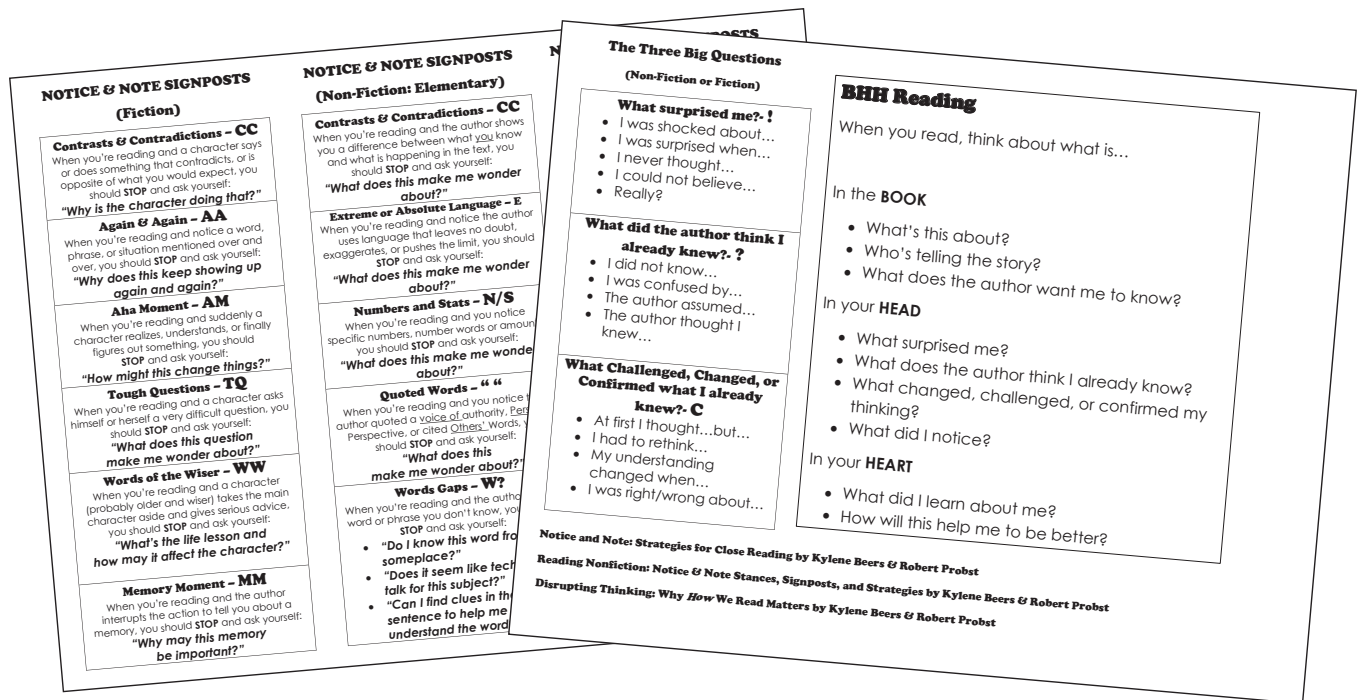 NOTICE & NOTE SIGNPOSTS
(Fiction)
Contrasts & Contradictions – CC
When you're reading and a character says
or does something that contradicts, or is
opposite of what you would expect, you
should STOP and ask yourself:
“Why is the character doing that?”
Again & Again – AA
When you're reading and notice a word,
phrase, or situation mentioned over and
over, you should STOP and ask yourself:
“Why does this keep showing up
again and again?”
Aha Moment – AM
When you're reading and suddenly a
character realizes, understands, or finally
figures out something, you should
STOP and ask yourself:
“How might this change things?”
Tough Questions – TQ
When you're reading and a character asks
himself or herself a very difficult question, you
should STOP and ask yourself:
“What does this question
make me wonder about?”
Words of the Wiser – WW
When you're reading and a character
(probably older and wiser) takes the main
character aside and gives serious advice,
you should STOP and ask yourself:
“What's the life lesson and
how may it affect the character?”
Memory Moment – MM
When you're reading and the author
interrupts the action to tell you about a
memory, you should STOP and ask yourself:
“Why may this memory
be important?”
NOTICE & NOTE SIGNPOSTS
(Non-Fiction: Elementary)
Contrasts & Contradictions – CC
When you're reading and the author shows
you a difference between what you know
and what is happening in the text, you
should STOP and ask yourself:
“What does this make me wonder
about?”
Extreme or Absolute Language – E
When you're reading and notice the author
uses language that leaves no doubt,
exaggerates, or pushes the limit, you should
STOP and ask yourself:
“What does this make me wonder
about?”
Numbers and Stats – N/S
When you're reading and you notice
specific numbers, number words or amoun
you should STOP and ask yourself:
“What does this make me wonde
about?”
Quoted Words – “ “
When you're reading and you notice t
author quoted a voice of authority, Pers
Perspective, or cited Others' Words, y
should STOP and ask yourself:
“What does this
make me wonder about?”
Words Gaps – W?
When you're reading and the autho
word or phrase you don't know, you
STOP and ask yourself:
• “Do I know this word fro
someplace?”
• “Does it seem like tech
talk for this subject?”
• “Can I find clues in the
sentence to help me
understand the word
N
POSTS
The Three Big Questions
(Non-Fiction or Fiction)
What surprised me?- !
• I was shocked about…
• I was surprised when…
• I never thought…
• I could not believe…
• Really?
What did the author think I
already knew?- ?
• I did not know…
• I was confused by…
• The author assumed…
• The author thought I
knew…
What Challenged, Changed, or
Confirmed what I already
knew?- C
• At first I thought…but…
• I had to rethink…
• My understanding
changed when…
• I was right/wrong about…
BHH Reading
When you read, think about what is…
In the BOOK
• What's this about?
• Who's telling the story?
• What does the author want me to know?
In your HEAD
• What surprised me?
• What does the author think I already know?
• What changed, challenged, or confirmed my
thinking?
• What did I notice?
In your HEART
• What did I learn about me?
• How will this help me to be better?
Notice and Note: Strategies for Close Reading by Kylene Beers & Robert Probst
Reading Nonfiction: Notice & Note Stances, Signposts, and Strategies by Kylene Beers & Robert Probst
Disrupting Thinking: Why How We Read Matters by Kylene Beers & Robert Probst